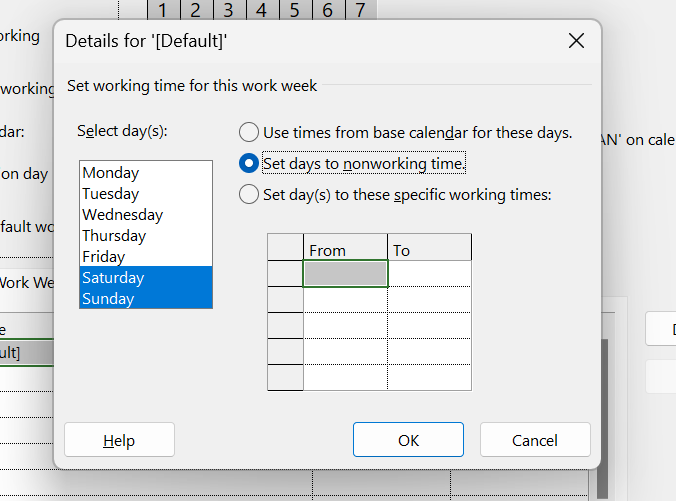 1 2 3 4 5 6 7
Details for '[Default]'
orking
Set working time for this work week
working
Select day(s):
Use times from base calendar for these days.
dar:
AN' on cale
Set days to nonworking time.
on day
Monday
Tuesday
Set day(s) to these specific working times:
Wednesday
fault wo
Thursday
From To
Friday
Saturday
Work We
Sunday
e
ult]
Help
OK
Cancel